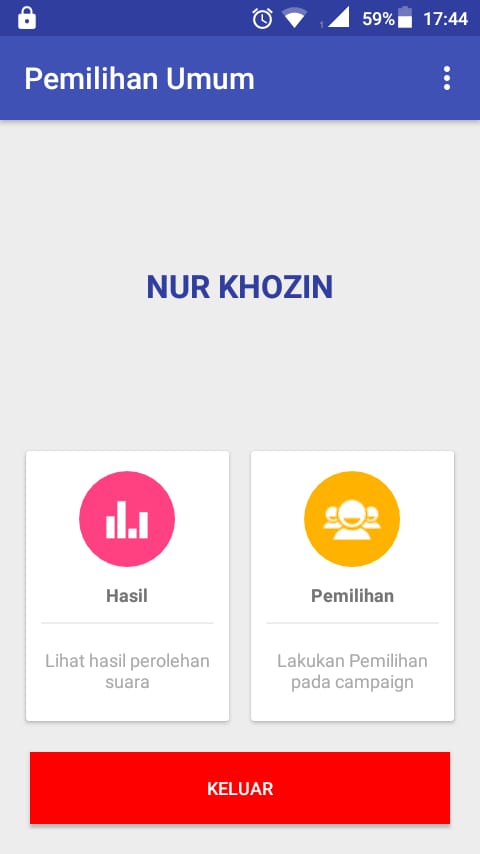 59% 17:44
Pemilihan Umum
NUR KHOZIN
Hasil
Lihat hasil perolehan
suara
Pemilihan
Lakukan Pemilihan
pada campaign
KELUAR